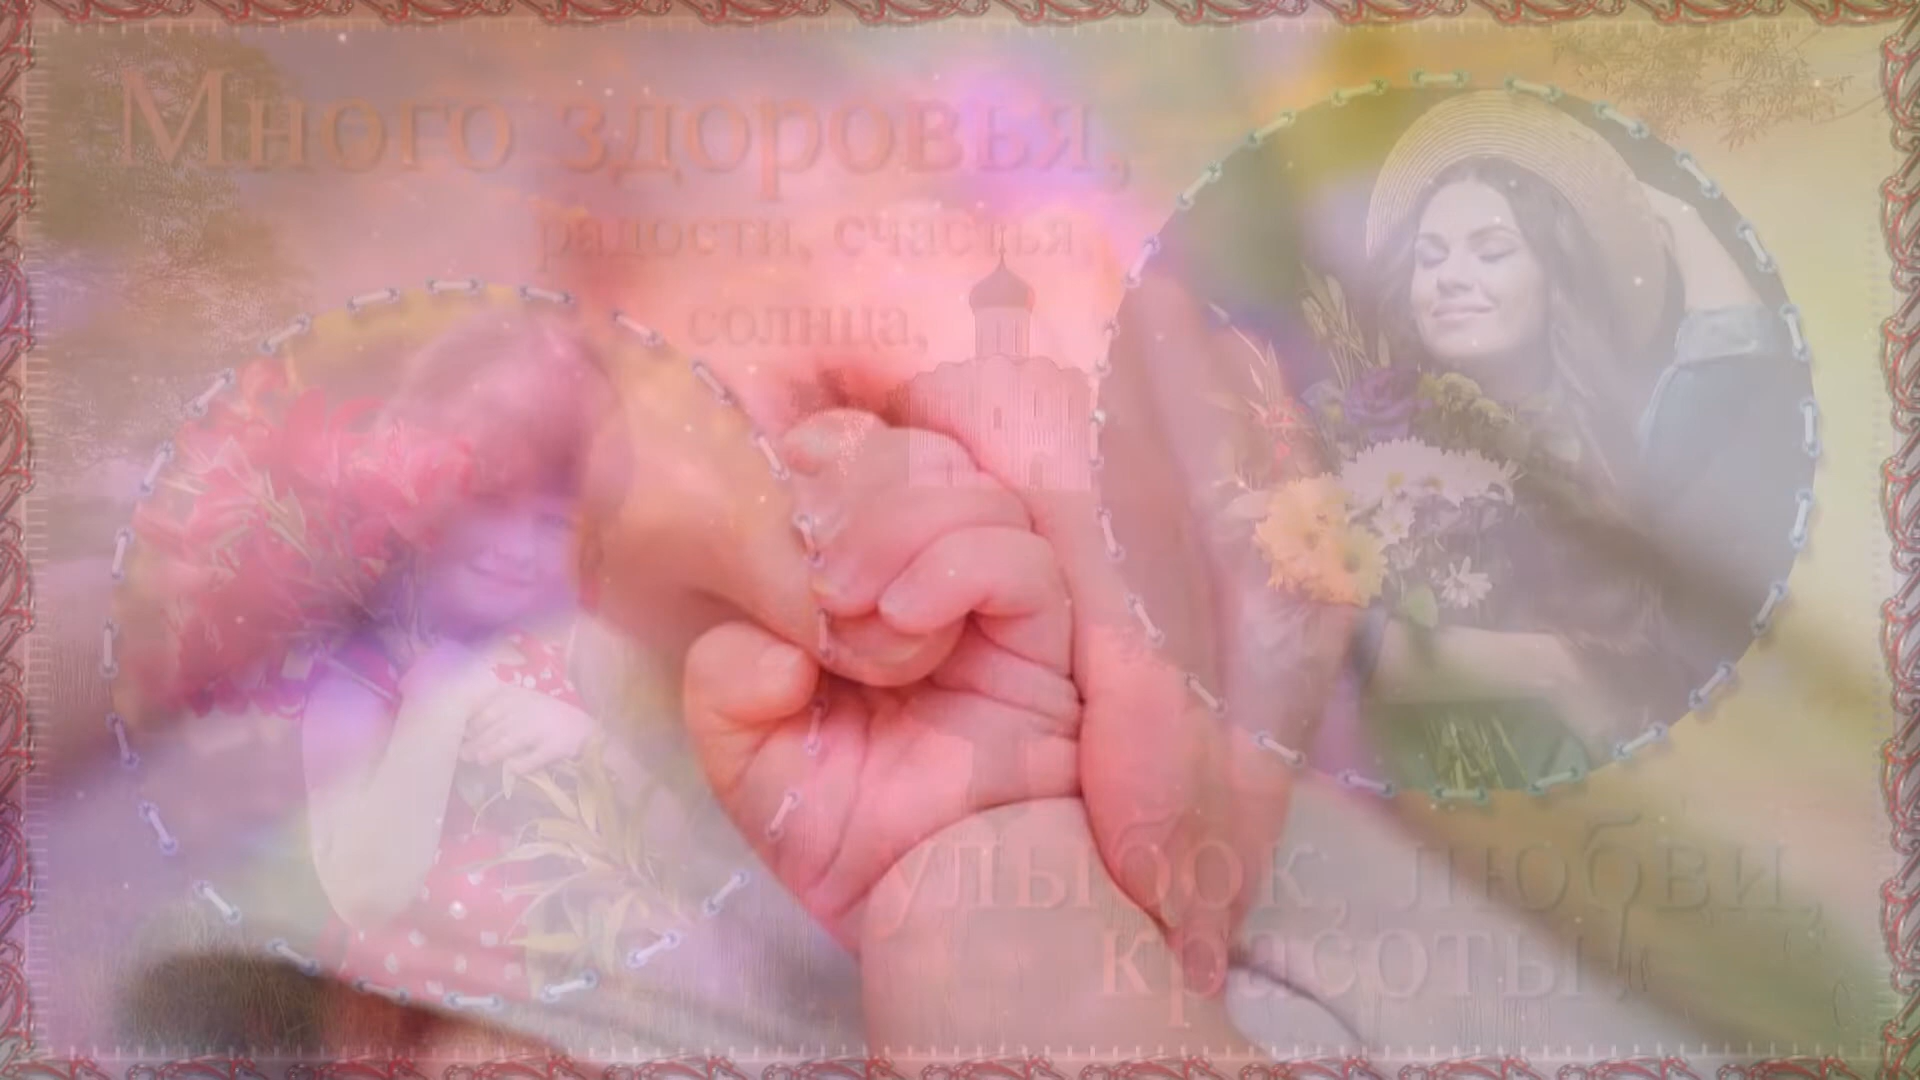 Много здоровья,
радости, счастья,
солнца,
улыбок, любви,
красоты,